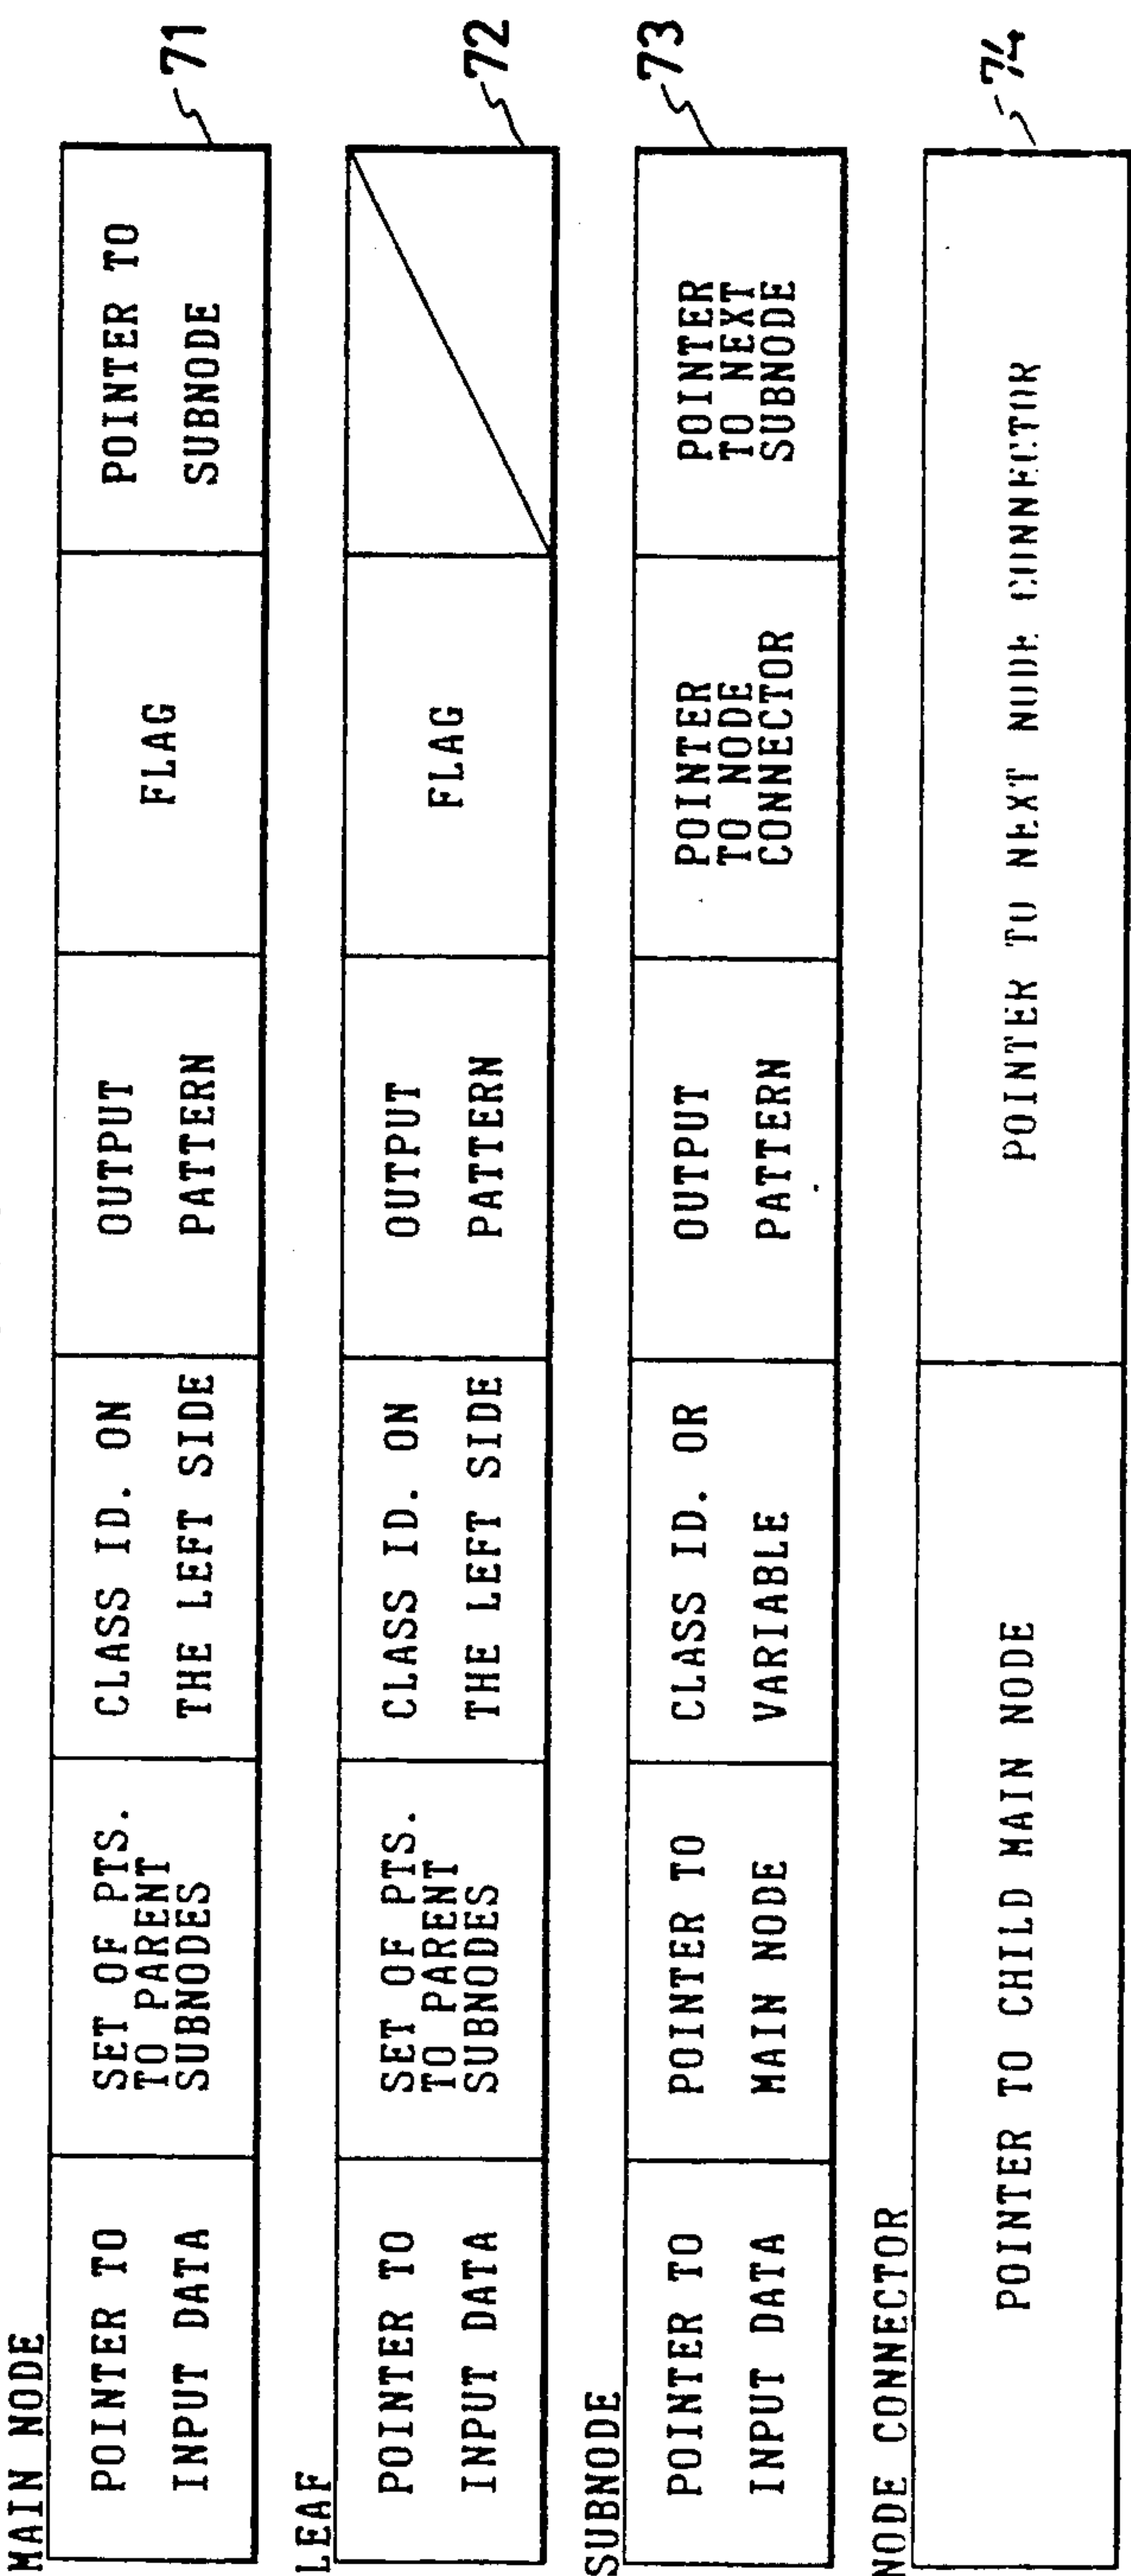 MAIN NODE
POINTER TO
INPUT DATA
SET OF PTS.
TO PARENT
SUBNODES
CLASS ID. ON
THE LEFT SIDE
OUTPUT
PATTERN
FLAG
POINTER TO
SUBNODE
71
LEAF
POINTER TO
INPUT DATA
SET OF PTS.
TO PARENT
SUBNODES
CLASS ID. ON
THE LEFT SIDE
OUTPUT
PATTERN
FLAG
72
SUBNODE
POINTER TO
INPUT DATA
POINTER TO
MAIN NODE
CLASS ID. OR
VARIABLE
OUTPUT
PATTERN
POINTER
TO NODE
CONNECTOR
POINTER
TO NEXT
SUBNODE
73
NODE CONNECTOR
POINTER TO CHILD MAIN NODE
POINTER TO NEXT NODE CONNECTOR
74